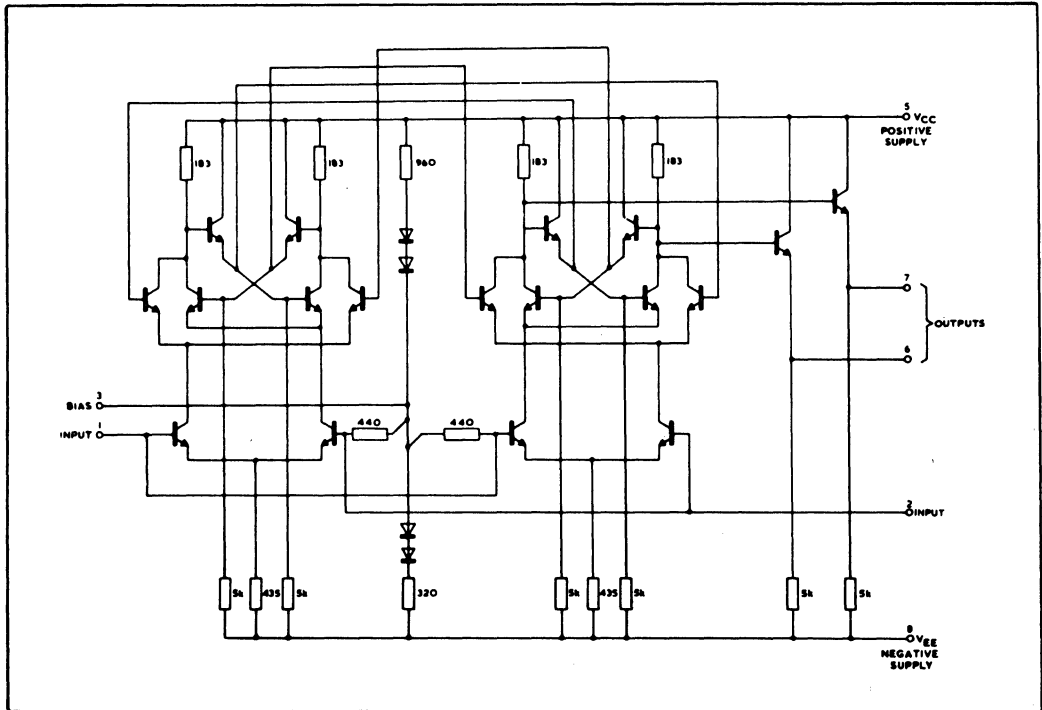 5
VCC
POSITIVE
SUPPLY
183
183
960
183
183
7
OUTPUTS
6
3
BIAS
1
INPUT
440
440
2
INPUT
5k
435
5k
320
5k
435
5k
5k
5k
8
VEE
NEGATIVE
SUPPLY